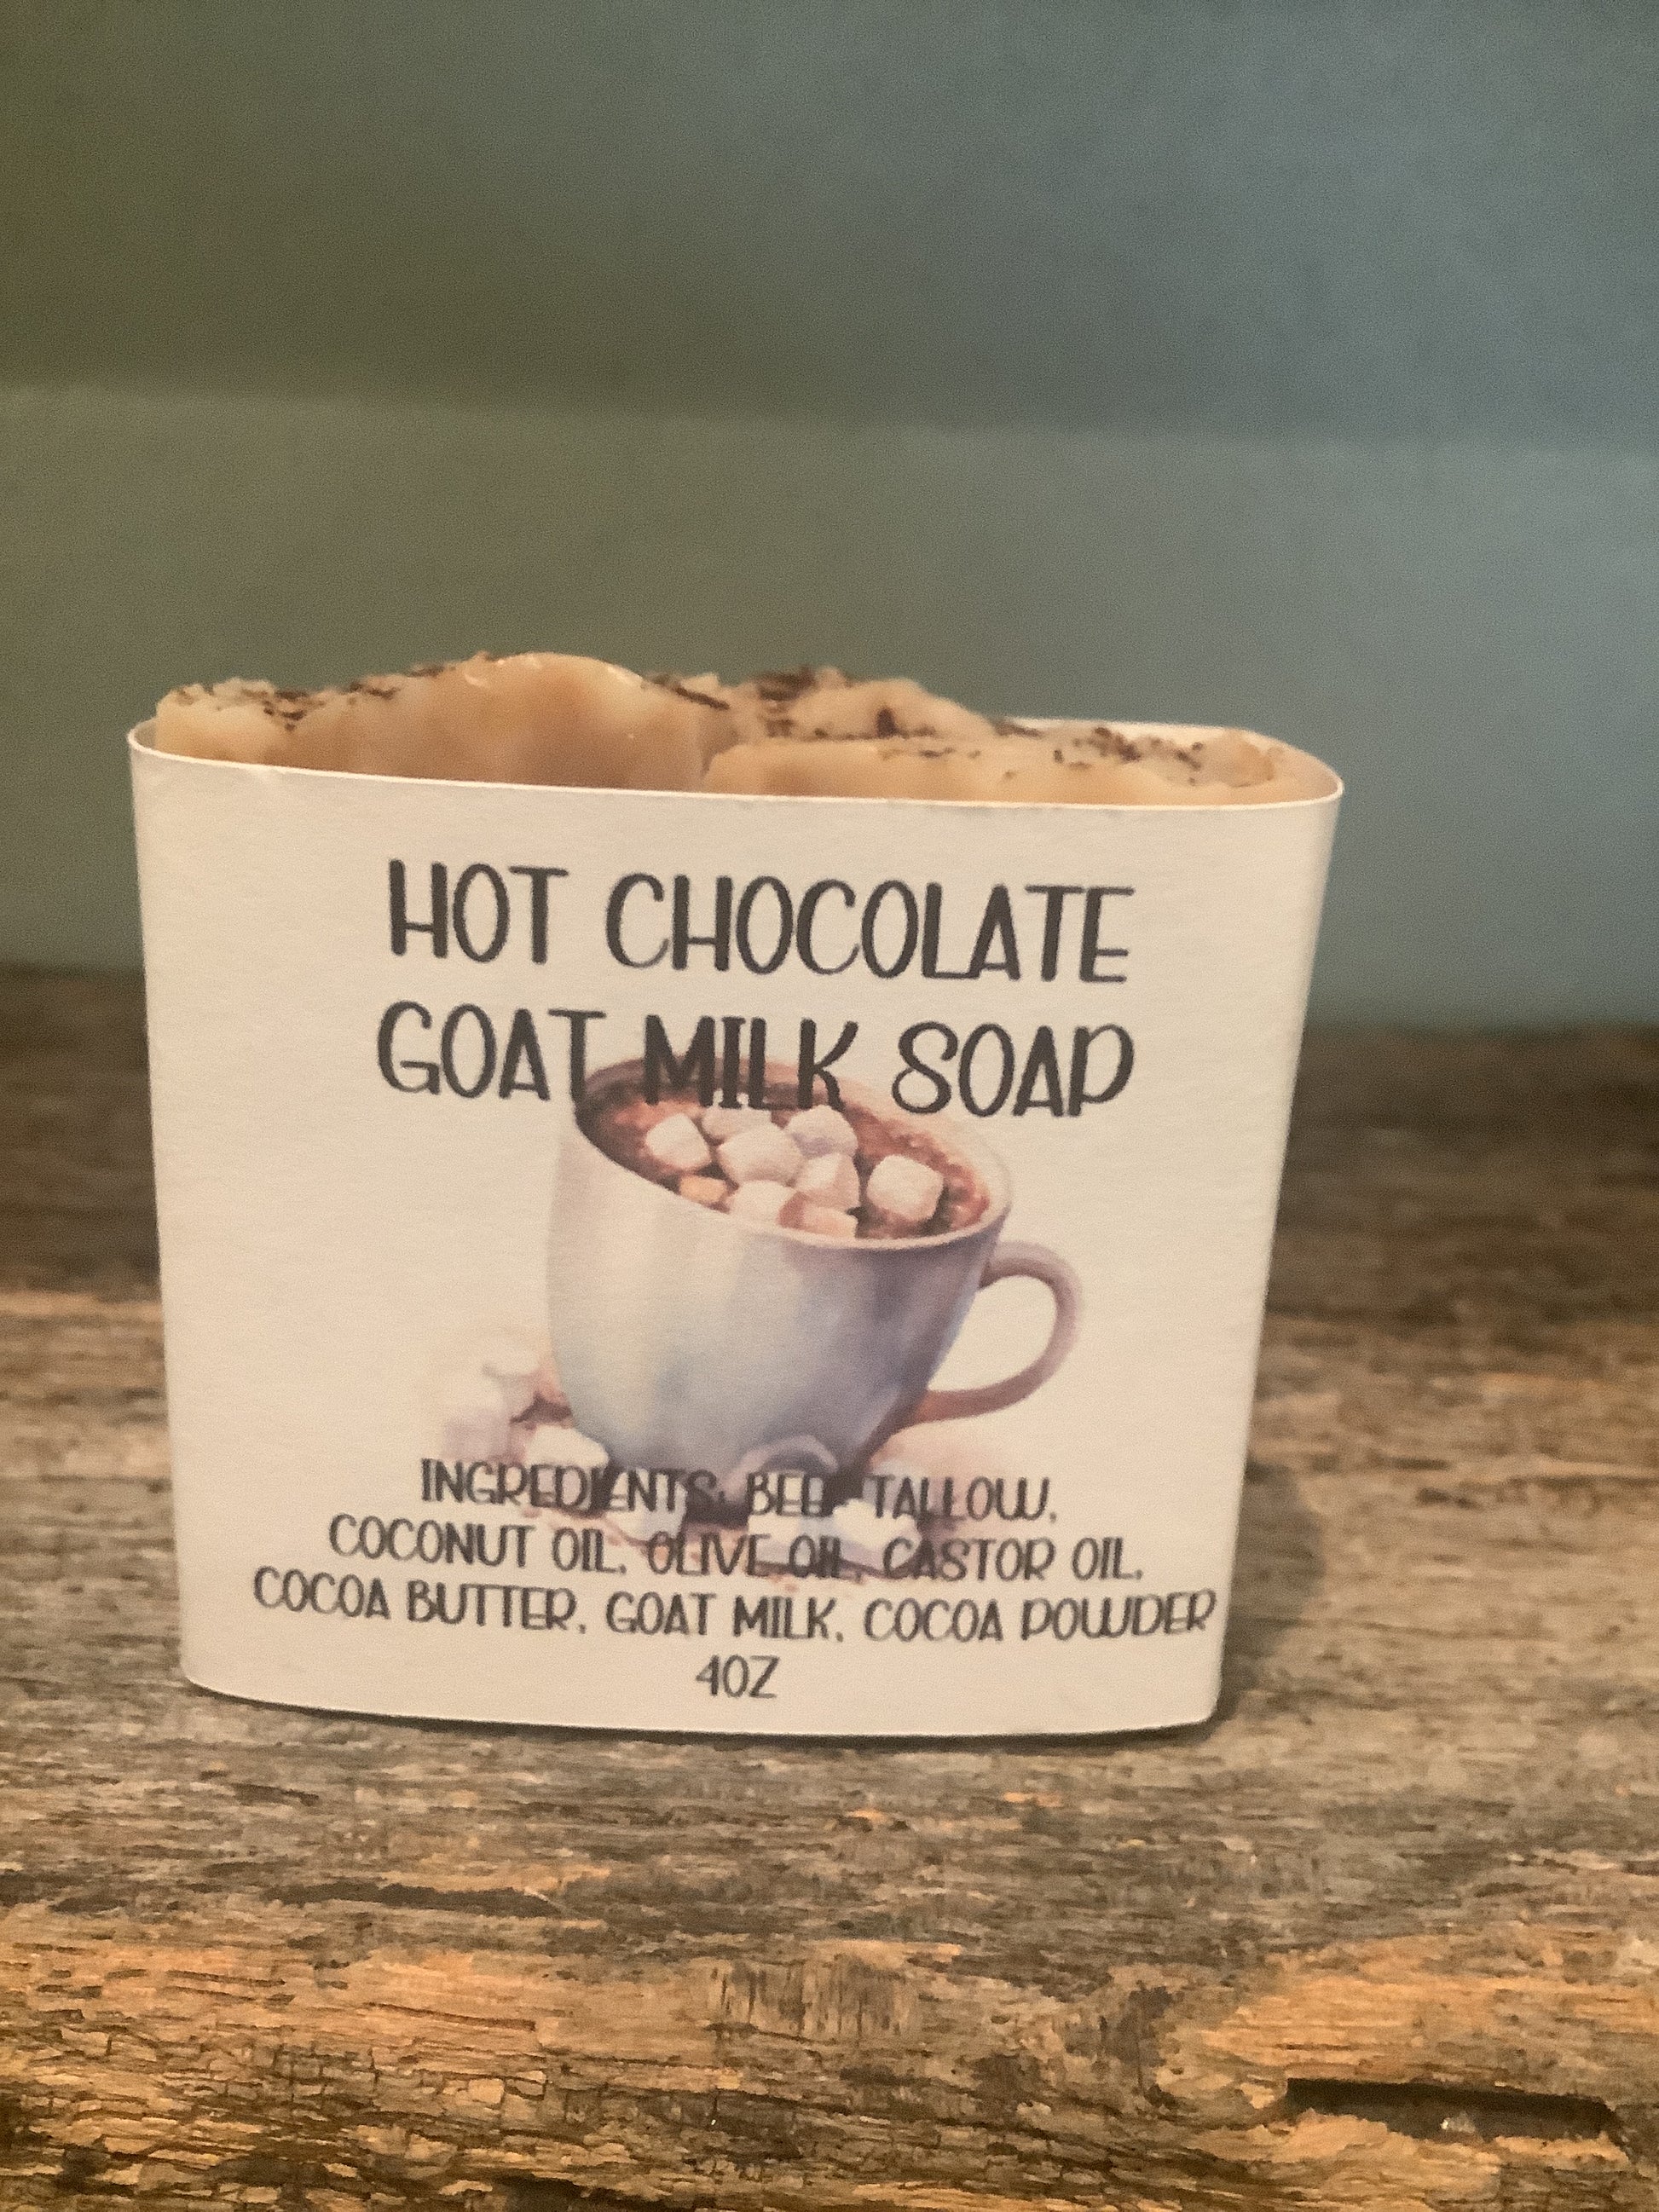 HOT CHOCOLATE
GOAT MILK SOAP
INGREDIENTS: BEEF TALLOW,
COCONUT OIL, OLIVE OIL, CASTOR OIL,
COCOA BUTTER, GOAT MILK, COCOA POWDER
4OZ